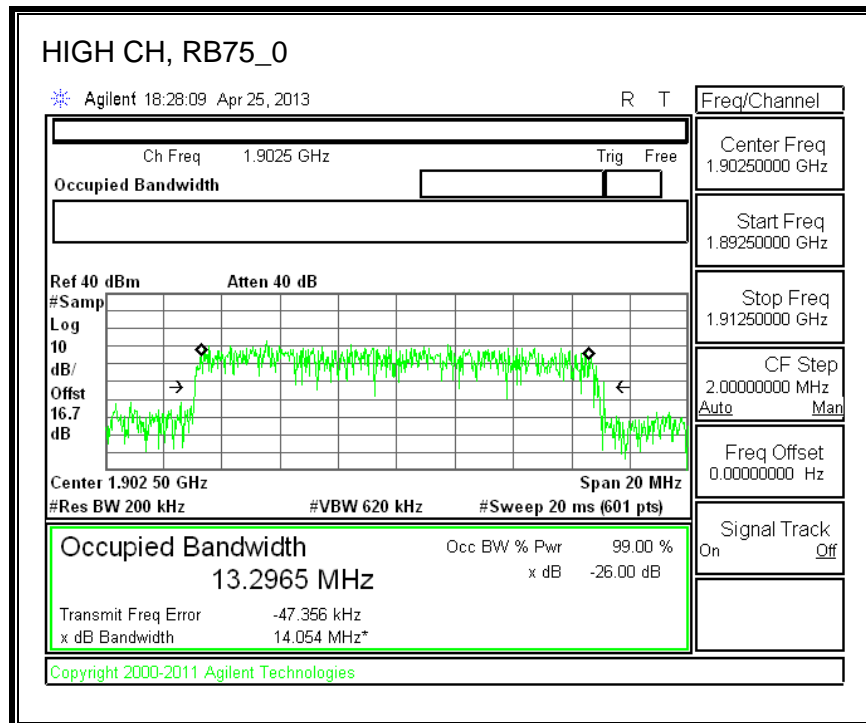 HIGH CH, RB75_0
Agilent 18:28:09 Apr 25, 2013 R T
Freq/Channel
Ch Freq 1.9025 GHz Trig Free
Occupied Bandwidth
Center Freq
1.90250000 GHz
Start Freq
1.89250000 GHz
Stop Freq
1.91250000 GHz
CF Step
2.00000000 MHz
Auto Man
Freq Offset
0.00000000 Hz
Signal Track
On Off
Ref 40 dBm Atten 40 dB
#Samp
Log
10
dB/
Offst
16.7
dB
Center 1.902 50 GHz Span 20 MHz
#Res BW 200 kHz #VBW 620 kHz #Sweep 20 ms (601 pts)
Occupied Bandwidth
13.2965 MHz
Occ BW % Pwr 99.00 %
x dB -26.00 dB
Transmit Freq Error -47.356 kHz
x dB Bandwidth 14.054 MHz*
Copyright 2000-2011 Agilent Technologies